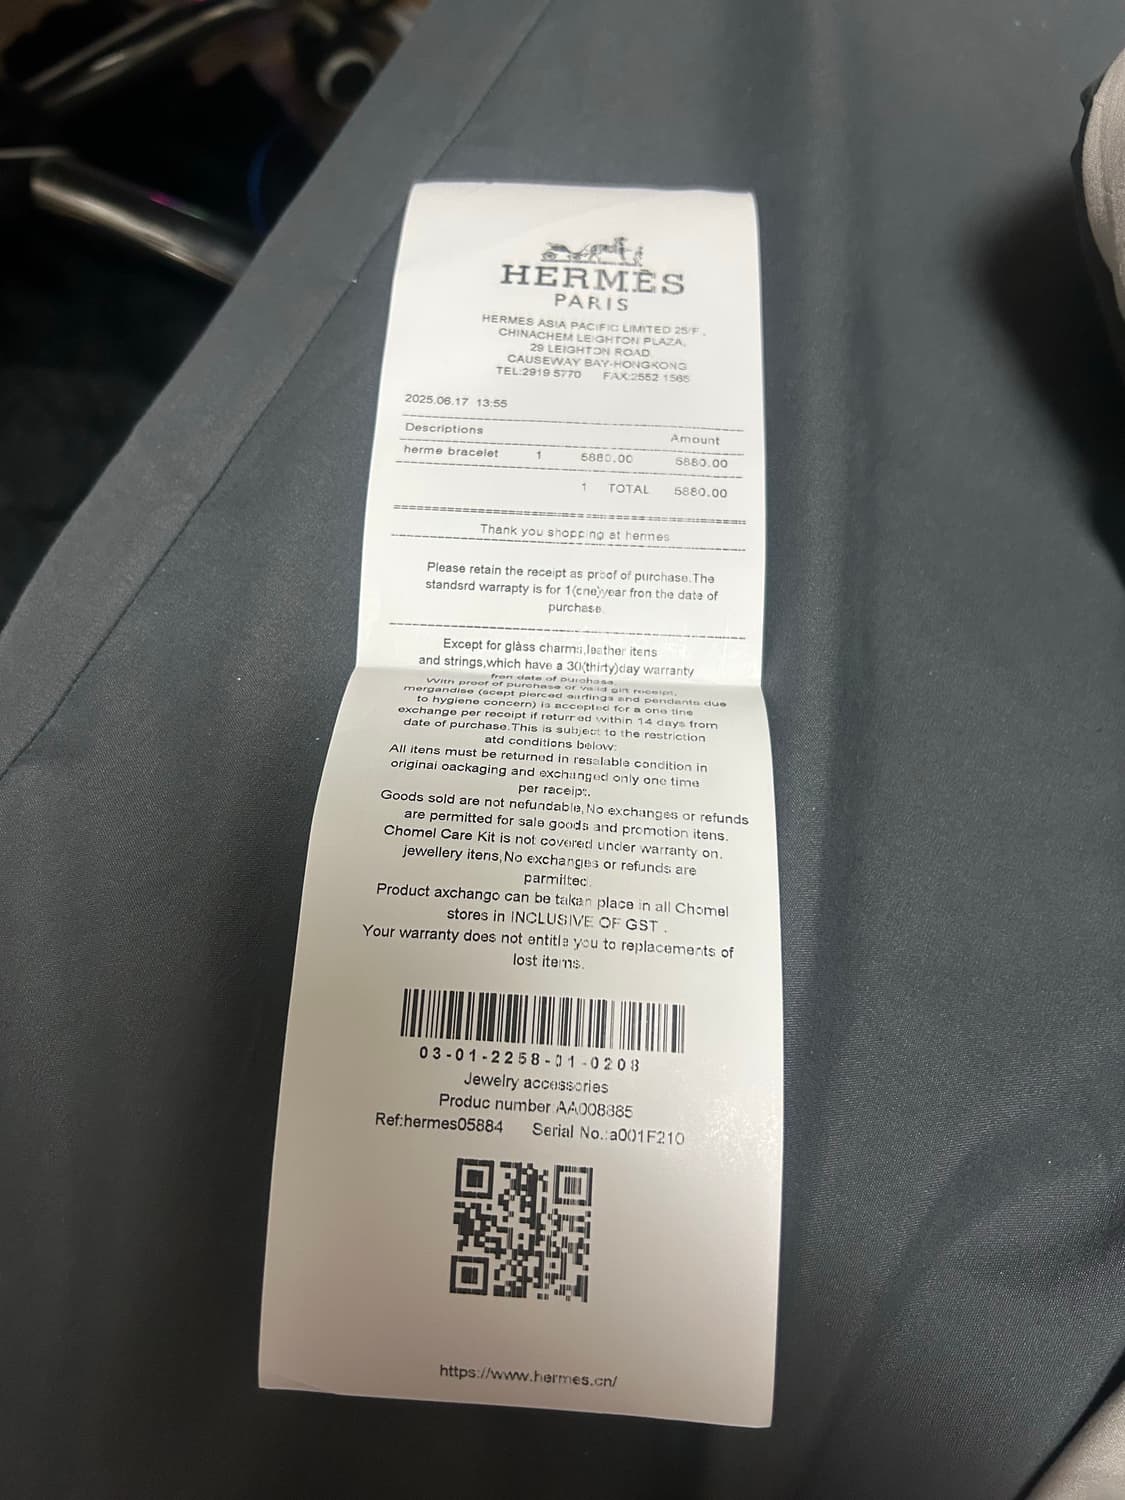 HERMÈS
PARIS
HERMES ASIA PACIFIC LIMITED 25/F .
CHINACHEM LEIGHTON PLAZA.
29 LEIGHTON ROAD.
CAUSEWAY BAY-HONGKONG
TEL:2919 5770 FAX:2552 1565
2025.06.17 13:55
Descriptions Amount
herme bracelet 1 5880.00 5880.00
1 TOTAL 5880.00
Thank you shopping at hermes
Please retain the receipt as proof of purchase.The
standsrd warrapty is for 1(one)year fron the date of
purchase.
Except for glàss charms,leather itens
and strings,which have a 30(thirty)day warranty
fron date of purchase.
With proof of purchase or valid gift receipt,
mergandise (scept pierced earfings and pendants due
to hygiene concern) is accepted for a one tine
exchange per receipt if returred within 14 days from
date of purchase.This is subject to the restriction
atd conditions below:
All itens must be returned in resalable condition in
original oackaging and exchanged only one time
per raceipt.
Goods sold are not nefundable,No exchanges or refunds
are permitted for sale goods and promotion itens.
Chomel Care Kit is not covered under warranty on.
jewellery itens,No exchanges or refunds are
parmitted.
Product axchango can be takan place in all Chomel
stores in INCLUSIVE OF GST .
Your warranty does not entitla you to replacements of
lost items.
03-01-2258-01-0208
Jewelry accessories
Produc number AA008885
Ref:hermes05884 Serial No.:a001F210
https://www.hermes.cn/